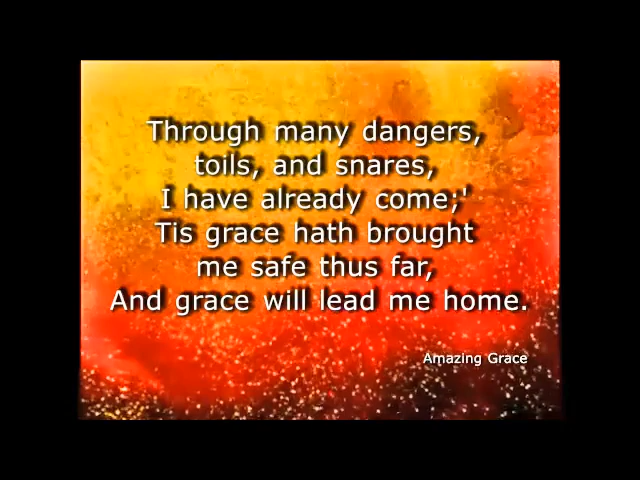 Through many dangers,
toils, and snares,
I have already come;'
Tis grace hath brought
me safe thus far,
And grace will lead me home.
Amazing Grace